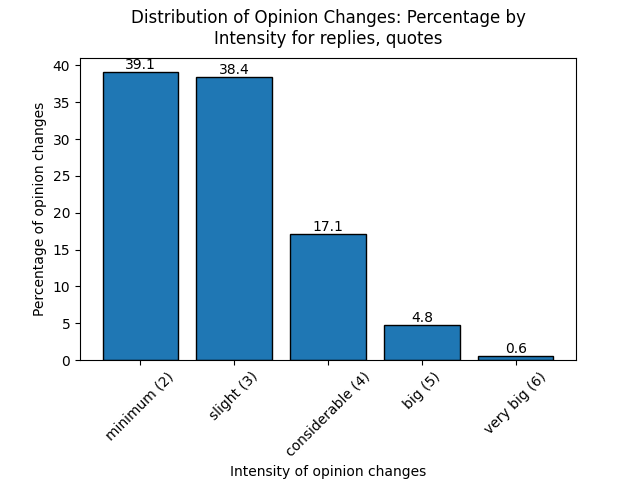 Distribution of Opinion Changes: Percentage by
Intensity for replies, quotes
Percentage of opinion changes
40
35
30
25
20
15
10
5
0
39.1
38.4
17.1
4.8
0.6
minimum (2)
slight (3)
considerable (4)
big (5)
very big (6)
Intensity of opinion changes